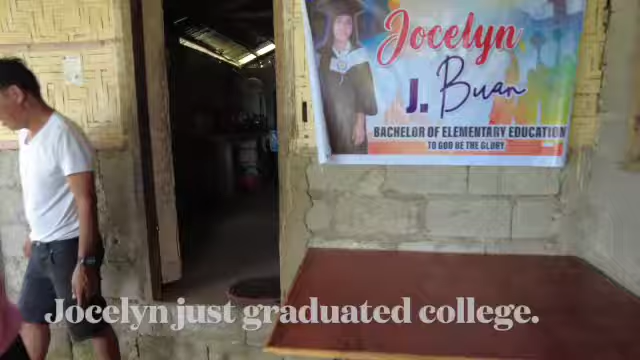 Jocelyn
J. Buan
BACHELOR OF ELEMENTARY EDUCATION
TO GOD BE THE GLORY
Jocelyn just graduated college.